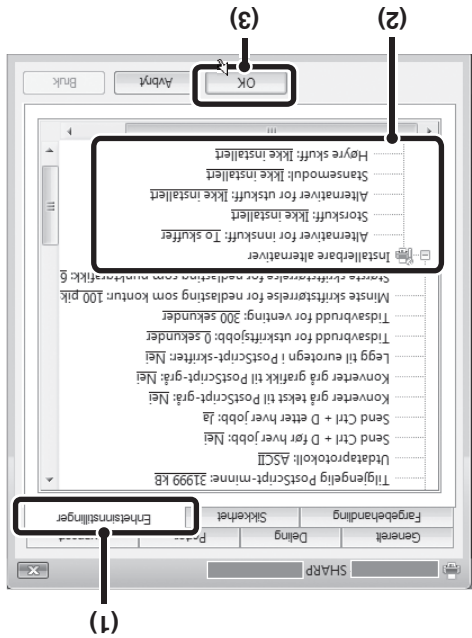 (1)
SHARP
Generelt Deling Porter
Fargebehandling Sikkerhet Enhetsinnstillinger
Tilgjengelig PostScript-minne: 31999 kB
Utdataprotokoll: ASCII
Send Ctrl + D før hver jobb: Nei
Send Ctrl + D etter hver jobb: Ja
Konverter grå tekst til PostScript-grå: Nei
Konverter grå grafikk til PostScript-grå: Nei
Legg til eurotegn i PostScript-skrifter: Nei
Tidsavbrudd for utskriftsjobb: 0 sekunder
Tidsavbrudd for venting: 300 sekunder
Minste skriftstørrelse for nedlasting som kontur: 100 pik
Største skriftstørrelse for nedlasting som punktgrafikk: 6
Installerbare alternativer
Alternativer for innskuff: To skuffer
Storskuff: Ikke installert
Alternativer for utskuff: Ikke installert
Stansemodul: Ikke installert
Høyre skuff: Ikke installert
OK Avbryt Bruk
(2) (3)